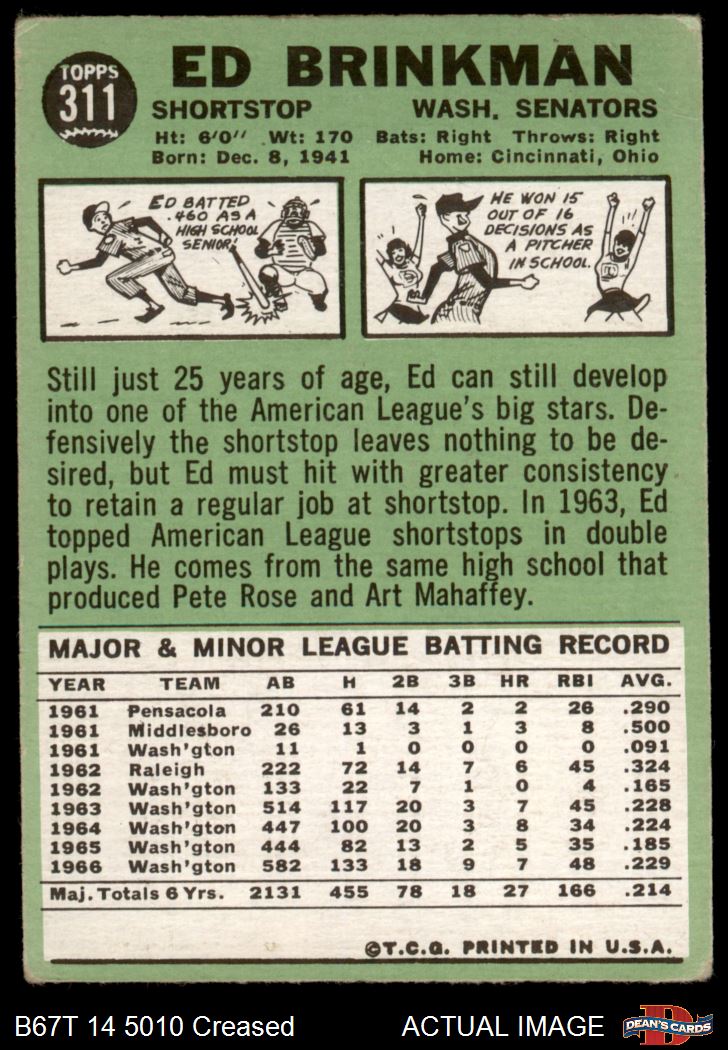 TOPPS
311
ED BRINKMAN
SHORTSTOP WASH. SENATORS
Ht: 6'0" Wt: 170 Bats: Right Throws: Right
Born: Dec. 8, 1941 Home: Cincinnati, Ohio
ED BATTED
.460 AS A
HIGH SCHOOL
SENIOR!
HE WON 15
OUT OF 16
DECISIONS AS
A PITCHER
IN SCHOOL.
Still just 25 years of age, Ed can still develop
into one of the American League's big stars. De-
fensively the shortstop leaves nothing to be de-
sired, but Ed must hit with greater consistency
to retain a regular job at shortstop. In 1963, Ed
topped American League shortstops in double
plays. He comes from the same high school that
produced Pete Rose and Art Mahaffey.
MAJOR & MINOR LEAGUE BATTING RECORD
YEAR TEAM AB H 2B 3B HR RBI AVG.
1961 Pensacola 210 61 14 2 2 26 .290
1961 Middlesboro 26 13 3 1 3 8 .500
1961 Wash'gton 11 1 0 0 0 0 .091
1962 Raleigh 222 72 14 7 6 45 .324
1962 Wash'gton 133 22 7 1 0 4 .165
1963 Wash'gton 514 117 20 3 7 45 .228
1964 Wash'gton 447 100 20 3 8 34 .224
1965 Wash'gton 444 82 13 2 5 35 .185
1966 Wash'gton 582 133 18 9 7 48 .229
Maj. Totals 6 Yrs. 2131 455 78 18 27 166 .214
©T.C.G. PRINTED IN U.S.A.
B67T 14 5010 Creased ACTUAL IMAGE
DEAN'S CARDS